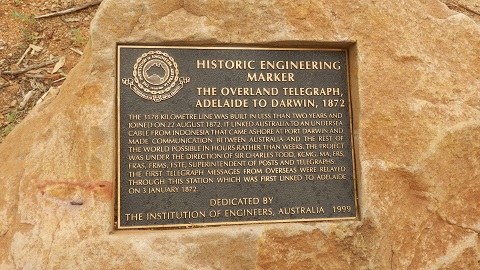 HISTORIC ENGINEERING
MARKER
THE OVERLAND TELEGRAPH,
ADELAIDE TO DARWIN, 1872
THE 3178 KILOMETRE LINE WAS BUILT IN LESS THAN TWO YEARS AND
JOINED ON 22 AUGUST 1872. IT LINKED AUSTRALIA TO AN UNDERSEA
CABLE FROM INDONESIA THAT CAME ASHORE AT PORT DARWIN AND
MADE COMMUNICATION BETWEEN AUSTRALIA AND THE REST OF
THE WORLD POSSIBLE IN HOURS RATHER THAN WEEKS. THE PROJECT
WAS UNDER THE DIRECTION OF SIR CHARLES TODD, KCMG, MA, FRS,
FRAS, FRMS, FSTE, SUPERINTENDENT OF POSTS AND TELEGRAPHS.
THE FIRST TELEGRAPH MESSAGES FROM OVERSEAS WERE RELAYED
THROUGH THIS STATION WHICH WAS FIRST LINKED TO ADELAIDE
ON 3 JANUARY 1872.
DEDICATED BY
THE INSTITUTION OF ENGINEERS, AUSTRALIA 1999